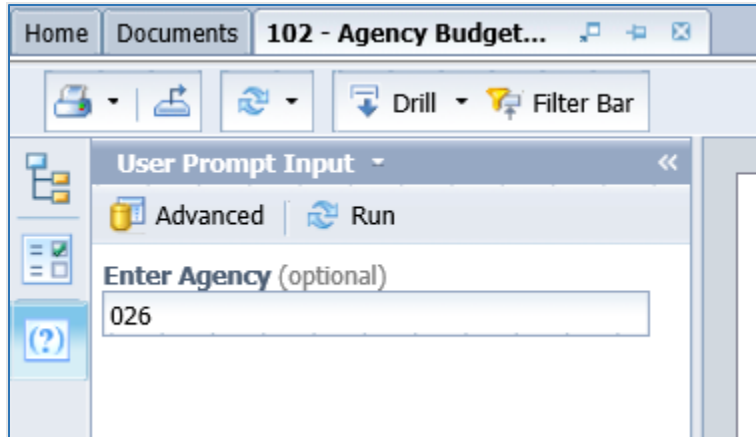 Home Documents 102 - Agency Budget...
Drill Filter Bar
User Prompt Input
Advanced Run
Enter Agency (optional)
026
(?)